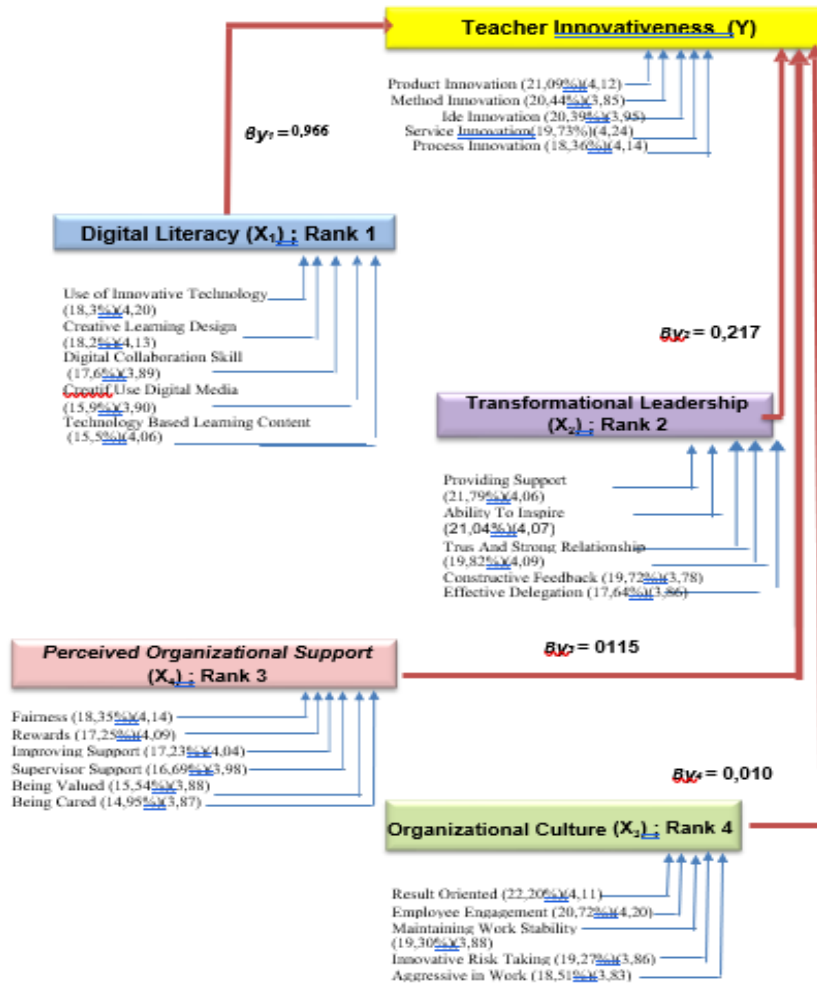 Teacher Innovativeness (Y)
Product Innovation (21,09%)(4,12)
Method Innovation (20,44%)(3,85)
Ide Innovation (20,39%)(3,95)
Service Innovation(19,73%)(4,24)
Process Innovation (18,36%)(4,14)
By₁ = 0,966
Digital Literacy (X₁) ; Rank 1
Use of Innovative Technology
(18,3%)(4,20)
Creative Learning Design
(18,2%)(4,13)
Digital Collaboration Skill
(17,6%)(3,89)
Creatif Use Digital Media
(15,9%)(3,90)
Technology Based Learning Content
(15,5%)(4,06)
By₂ = 0,217
Transformational Leadership
(X₂) ; Rank 2
Providing Support
(21,79%)(4,06)
Ability To Inspire
(21,04%)(4,07)
Trus And Strong Relationship
(19,82%)(4,09)
Constructive Feedback (19,72%)(3,78)
Effective Delegation (17,64%)(3,86)
By₃ = 0115
Perceived Organizational Support
(X₄) ; Rank 3
Fairness (18,35%)(4,14)
Rewards (17,25%)(4,09)
Improving Support (17,23%)(4,04)
Supervisor Support (16,69%)(3,98)
Being Valued (15,54%)(3,88)
Being Cared (14,95%)(3,87)
By₄ = 0,010
Organizational Culture (X₃) ; Rank 4
Result Oriented (22,20%)(4,11)
Employee Engagement (20,72%)(4,20)
Maintaining Work Stability
(19,30%)(3,88)
Innovative Risk Taking (19,27%)(3,86)
Aggressive in Work (18,51%)(3,83)